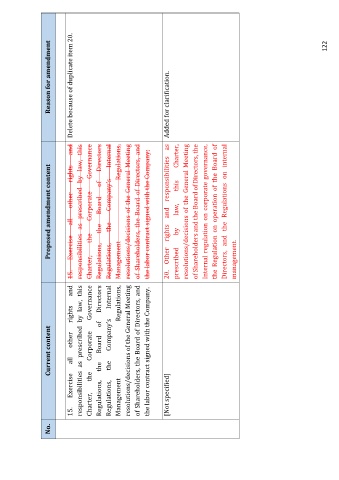 No.
Current content
Proposed amendment content
Reason for amendment
15. Exercise all other rights and
responsibilities as prescribed by law, this
Charter, the Corporate Governance
Regulations, the Board of Directors
Regulations, the Company's Internal
Management Regulations,
resolutions/decisions of the General Meeting
of Shareholders, the Board of Directors, and
the labor contract signed with the Company.
15. Exercise all other rights and
responsibilities as prescribed by law, this
Charter, the Corporate Governance
Regulations, the Board of Directors
Regulations, the Company's Internal
Management Regulations,
resolutions/decisions of the General Meeting
of Shareholders, the Board of Directors, and
the labor contract signed with the Company.
Delete because of duplicate item 20.
[Not specified]
20. Other rights and responsibilities as
prescribed by law, this Charter,
resolutions/decisions of the General Meeting
of Shareholders and the Board of Directors, the
internal regulation on corporate governance,
the Regulation on operation of the Board of
Directors, and the Regulations on internal
management.
Added for clarification.
122